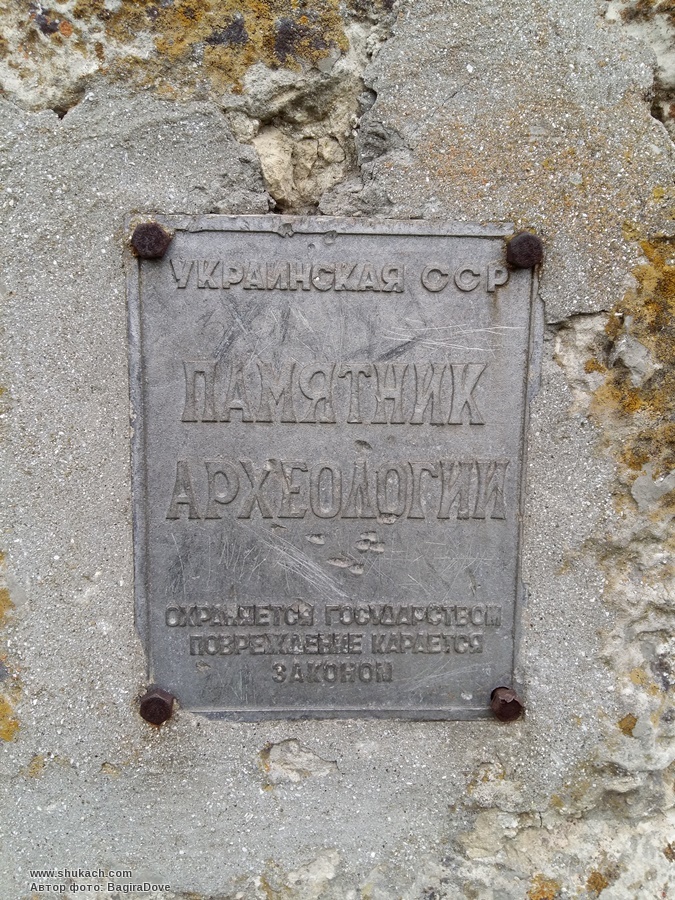 УКРАИНСКАЯ ССР
ПАМЯТНИК
АРХЕОЛОГИИ
ОХРАНЯЕТСЯ ГОСУДАРСТВОМ
ПОВРЕЖДЕНИЕ КАРАЕТСЯ
ЗАКОНОМ
www.shukach.com
Автор фото: BagiraDove